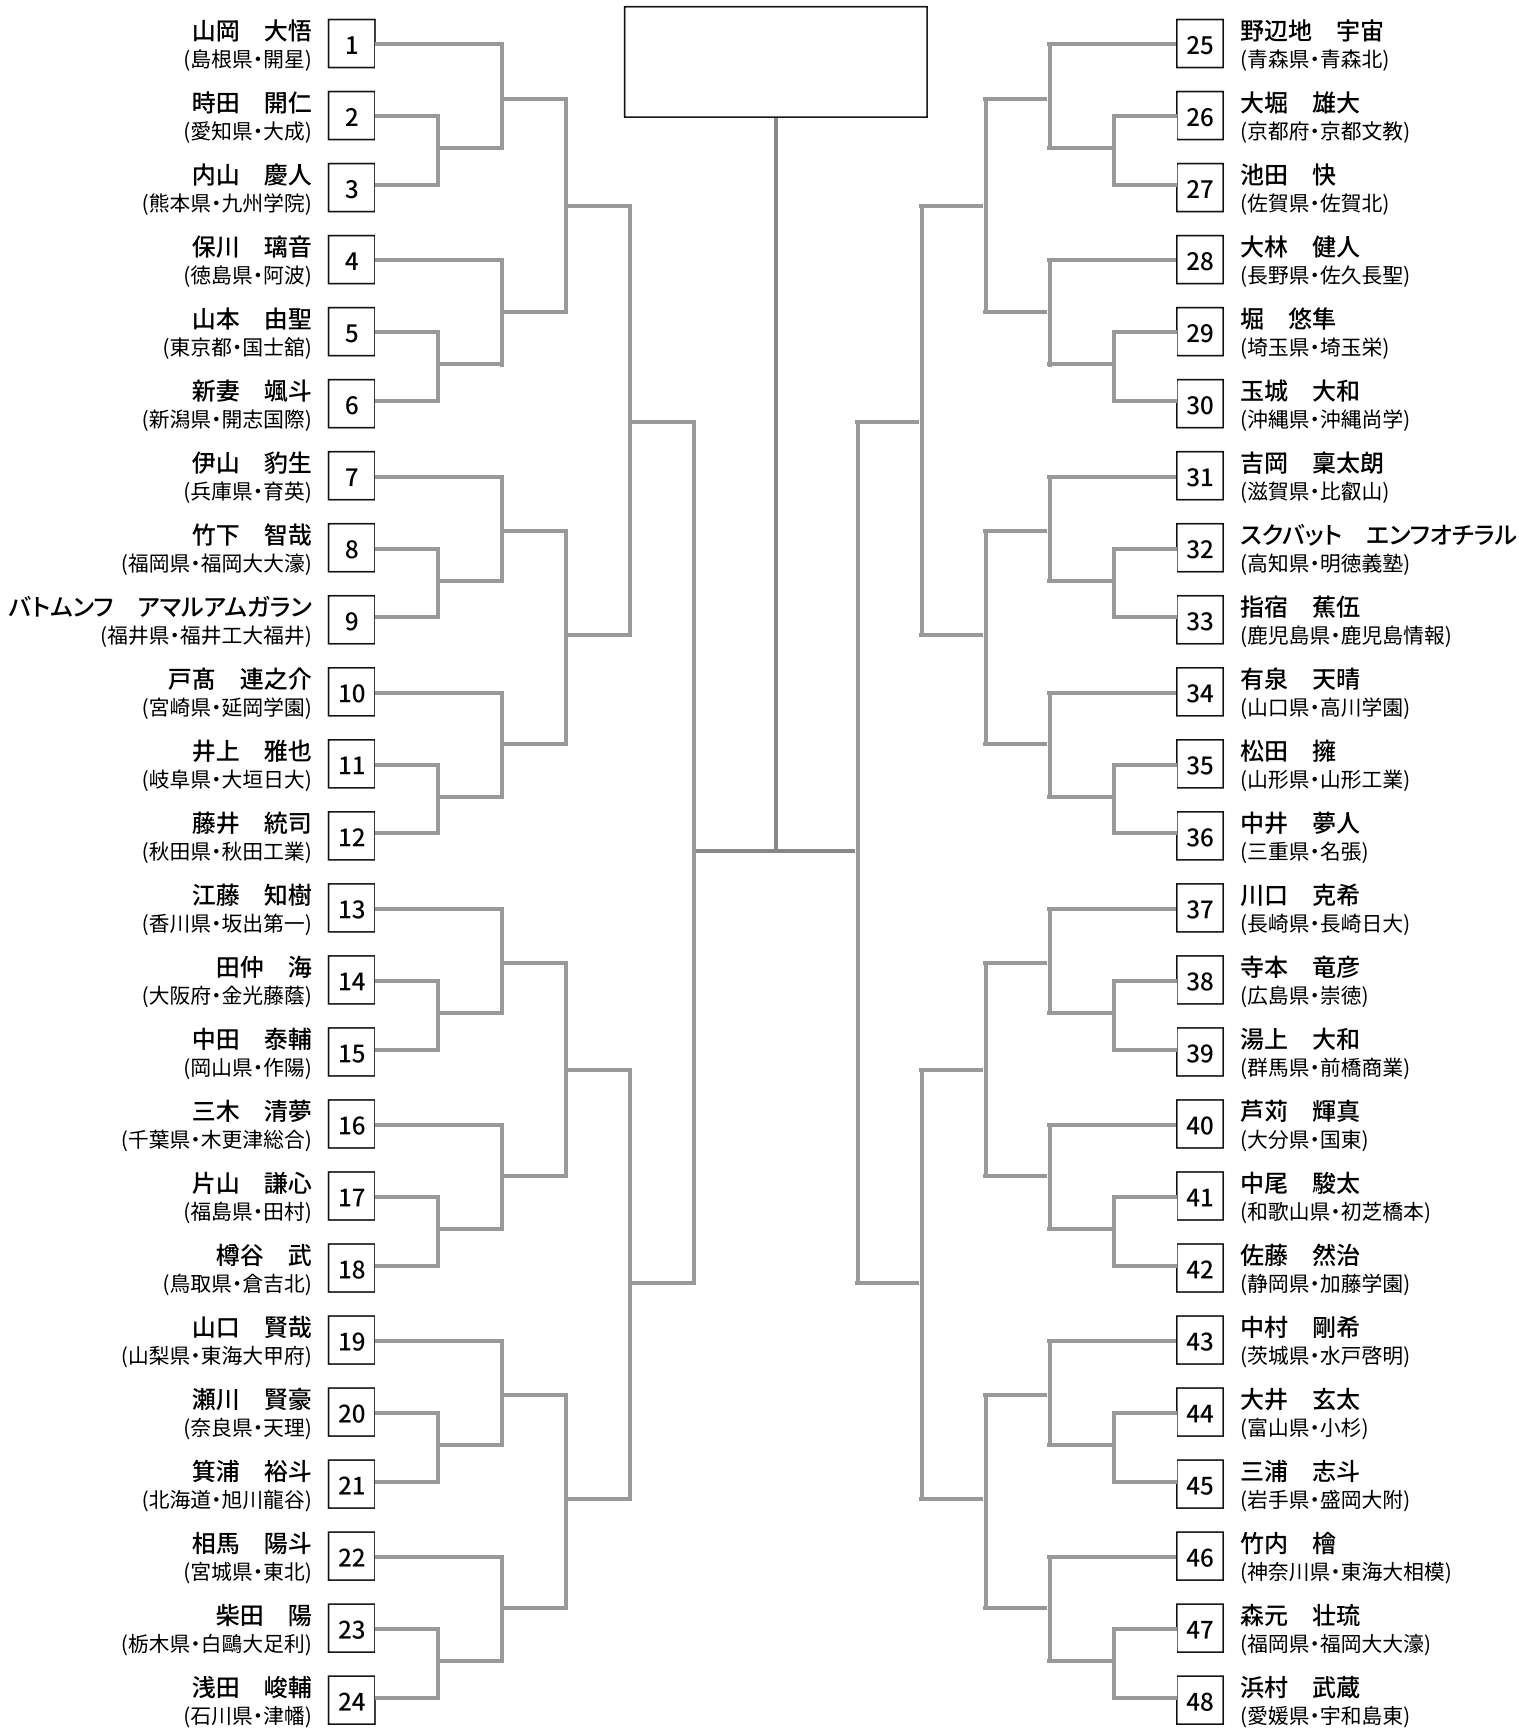 山岡　大悟
(島根県・開星)
1
時田　開仁
(愛知県・大成)
2
内山　慶人
(熊本県・九州学院)
3
保川　璃音
(徳島県・阿波)
4
山本　由聖
(東京都・国士舘)
5
新妻　颯斗
(新潟県・開志国際)
6
伊山　豹生
(兵庫県・育英)
7
竹下　智哉
(福岡県・福岡大大濠)
8
バトムンフ　アマルアムガラン
(福井県・福井工大福井)
9
戸髙　連之介
(宮崎県・延岡学園)
10
井上　雅也
(岐阜県・大垣日大)
11
藤井　統司
(秋田県・秋田工業)
12
江藤　知樹
(香川県・坂出第一)
13
田仲　海
(大阪府・金光藤蔭)
14
中田　泰輔
(岡山県・作陽)
15
三木　清夢
(千葉県・木更津総合)
16
片山　謙心
(福島県・田村)
17
樽谷　武
(鳥取県・倉吉北)
18
山口　賢哉
(山梨県・東海大甲府)
19
瀬川　賢豪
(奈良県・天理)
20
箕浦　裕斗
(北海道・旭川龍谷)
21
相馬　陽斗
(宮城県・東北)
22
柴田　陽
(栃木県・白鷗大足利)
23
浅田　峻輔
(石川県・津幡)
24
25
野辺地　宇宙
(青森県・青森北)
26
大堀　雄大
(京都府・京都文教)
27
池田　快
(佐賀県・佐賀北)
28
大林　健人
(長野県・佐久長聖)
29
堀　悠隼
(埼玉県・埼玉栄)
30
玉城　大和
(沖縄県・沖縄尚学)
31
吉岡　稟太朗
(滋賀県・比叡山)
32
スクバット　エンフオチラル
(高知県・明徳義塾)
33
指宿　蕉伍
(鹿児島県・鹿児島情報)
34
有泉　天晴
(山口県・高川学園)
35
松田　擁
(山形県・山形工業)
36
中井　夢人
(三重県・名張)
37
川口　克希
(長崎県・長崎日大)
38
寺本　竜彦
(広島県・崇徳)
39
湯上　大和
(群馬県・前橋商業)
40
芦苅　輝真
(大分県・国東)
41
中尾　駿太
(和歌山県・初芝橋本)
42
佐藤　然治
(静岡県・加藤学園)
43
中村　剛希
(茨城県・水戸啓明)
44
大井　玄太
(富山県・小杉)
45
三浦　志斗
(岩手県・盛岡大附)
46
竹内　檜
(神奈川県・東海大相模)
47
森元　壮琉
(福岡県・福岡大大濠)
48
浜村　武蔵
(愛媛県・宇和島東)